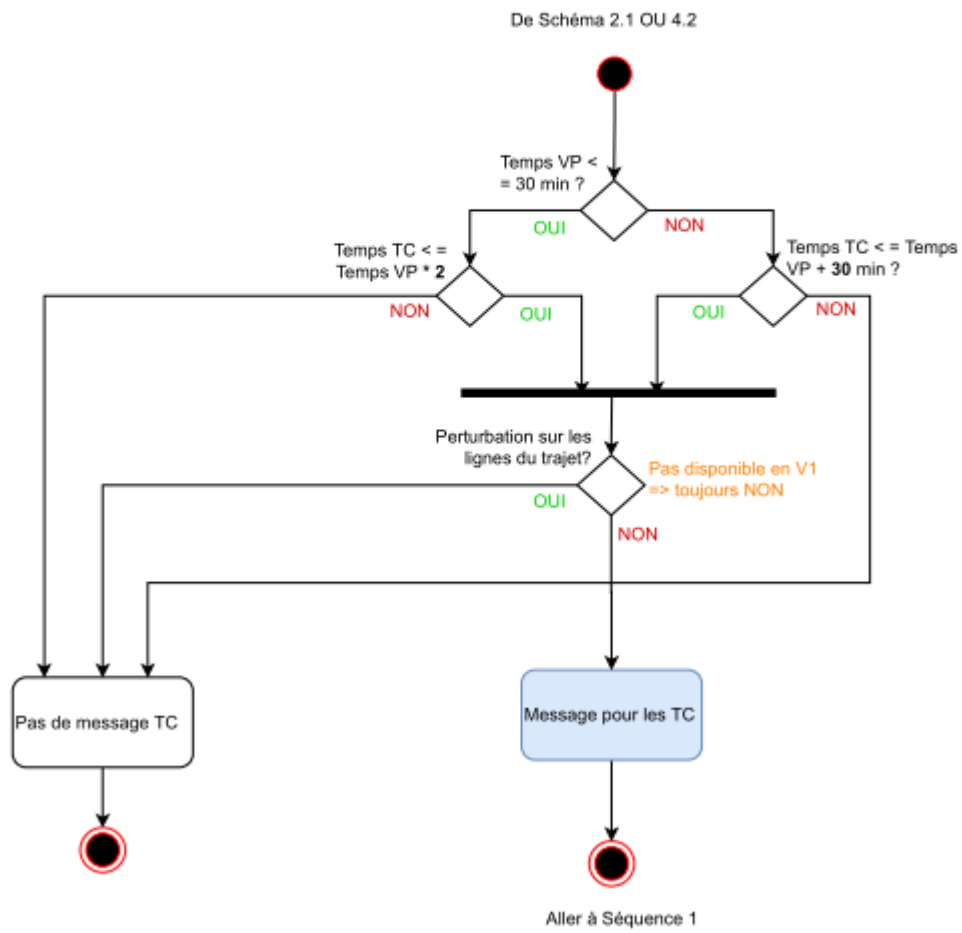 De Schéma 2.1 OU 4.2
Temps VP <
= 30 min ?
OUI
NON
Temps TC < =
Temps VP * 2
Temps TC < = Temps
VP + 30 min ?
NON
OUI
OUI
NON
Perturbation sur les
lignes du trajet?
Pas disponible en V1
=> toujours NON
OUI
NON
Pas de message TC
Message pour les TC
Aller à Séquence 1